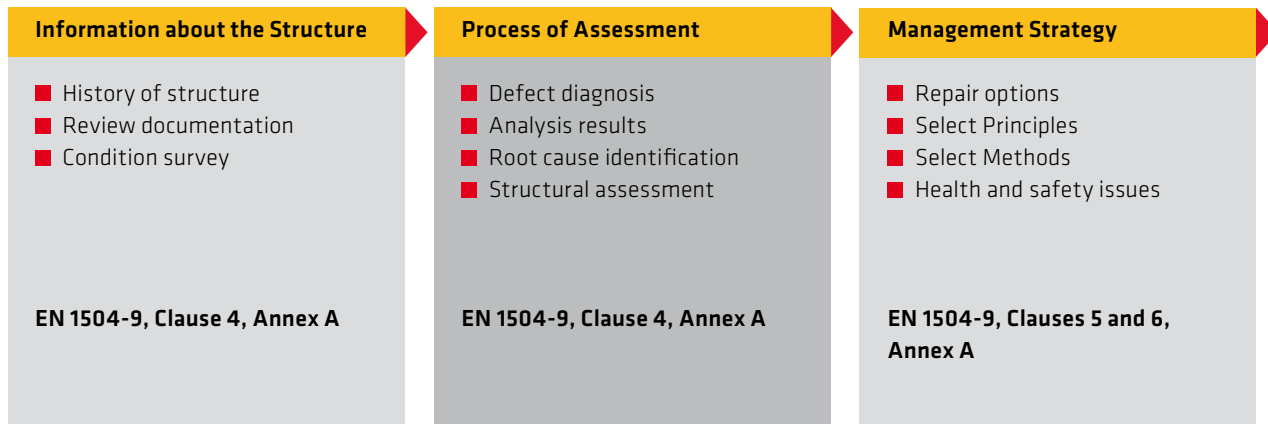 Information about the Structure
History of structure
Review documentation
Condition survey
EN 1504-9, Clause 4, Annex A
Process of Assessment
Defect diagnosis
Analysis results
Root cause identification
Structural assessment
EN 1504-9, Clause 4, Annex A
Management Strategy
Repair options
Select Principles
Select Methods
Health and safety issues
EN 1504-9, Clauses 5 and 6,
Annex A